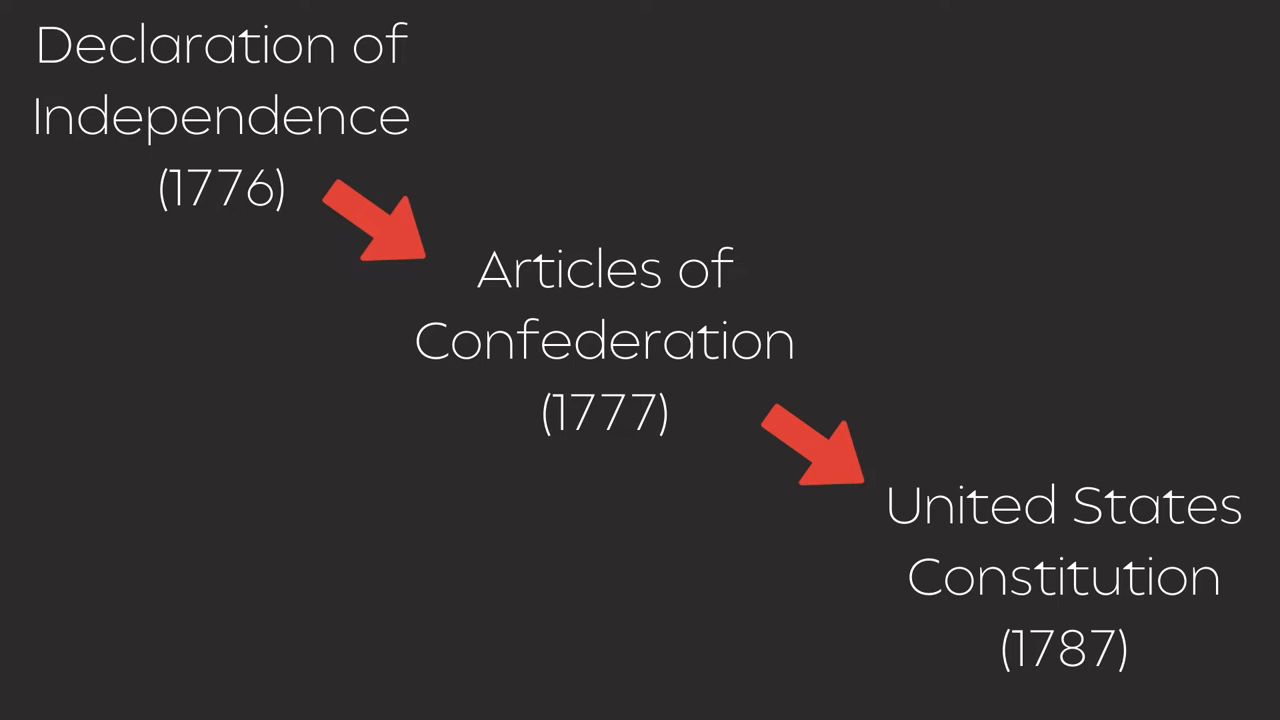 Declaration of
Independence
(1776)
Articles of
Confederation
(1777)
United States
Constitution
(1787)